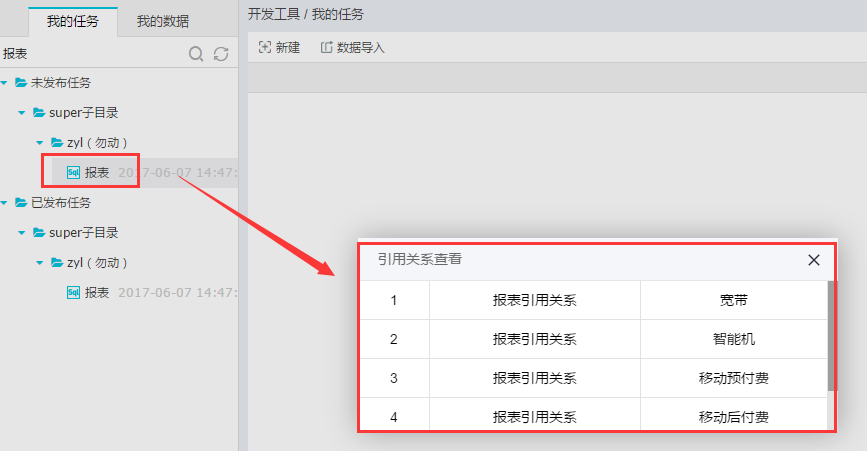 我的任务 我的数据
开发工具 / 我的任务
报表
新建 数据导入
未发布任务
super子目录
zyl（勿动）
Sql 报表 2017-06-07 14:47:
已发布任务
super子目录
zyl（勿动）
Sql 报表 2017-06-07 14:47:
引用关系查看
1 报表引用关系 宽带
2 报表引用关系 智能机
3 报表引用关系 移动预付费
4 报表引用关系 移动后付费